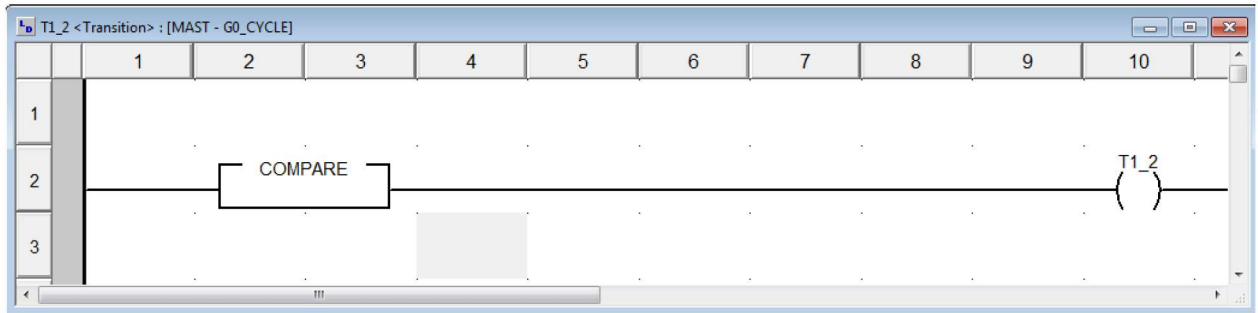 T1_2 <Transition> : [MAST - G0_CYCLE]
1 2 3 4 5 6 7 8 9 10
1
COMPARE T1_2
2
3